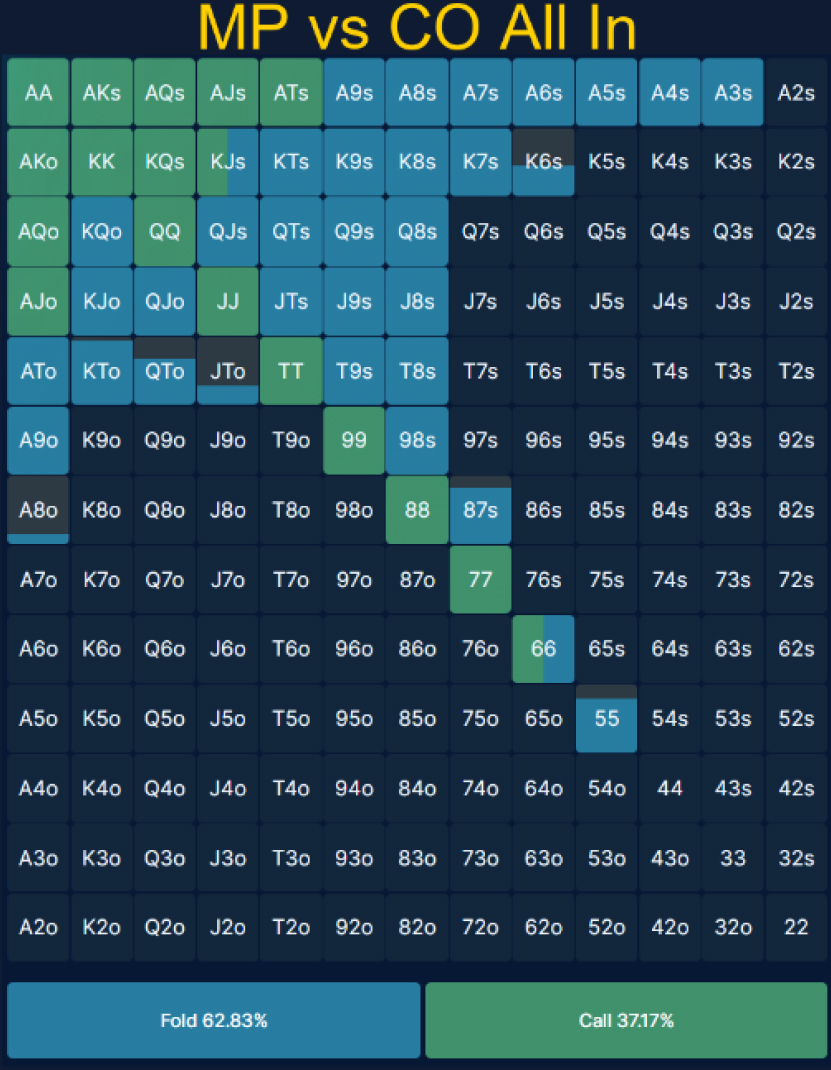 MP vs CO All In
AA AKs AQs AJs ATs A9s A8s A7s A6s A5s A4s A3s A2s
AKo KK KQs KJs KTs K9s K8s K7s K6s K5s K4s K3s K2s
AQo KQo QQ QJs QTs Q9s Q8s Q7s Q6s Q5s Q4s Q3s Q2s
AJo KJo QJo JJ JTs J9s J8s J7s J6s J5s J4s J3s J2s
ATo KTo QTo JTo TT T9s T8s T7s T6s T5s T4s T3s T2s
A9o K9o Q9o J9o T9o 99 98s 97s 96s 95s 94s 93s 92s
A8o K8o Q8o J8o T8o 98o 88 87s 86s 85s 84s 83s 82s
A7o K7o Q7o J7o T7o 97o 87o 77 76s 75s 74s 73s 72s
A6o K6o Q6o J6o T6o 96o 86o 76o 66 65s 64s 63s 62s
A5o K5o Q5o J5o T5o 95o 85o 75o 65o 55 54s 53s 52s
A4o K4o Q4o J4o T4o 94o 84o 74o 64o 54o 44 43s 42s
A3o K3o Q3o J3o T3o 93o 83o 73o 63o 53o 43o 33 32s
A2o K2o Q2o J2o T2o 92o 82o 72o 62o 52o 42o 32o 22
Fold 62.83% Call 37.17%